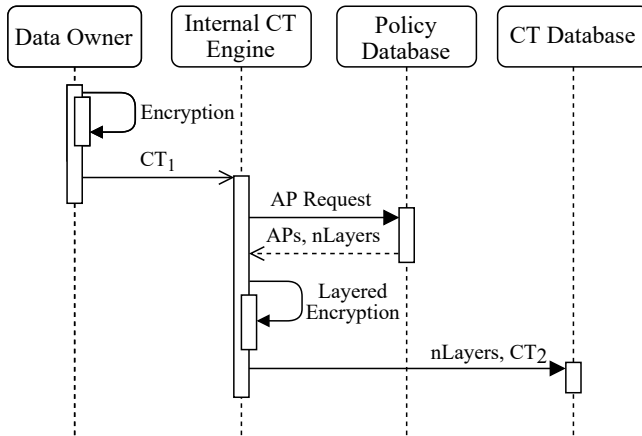 Data Owner
Internal CT
Engine
Policy
Database
CT Database
Encryption
CT1
AP Request
APs, nLayers
Layered
Encryption
nLayers, CT2